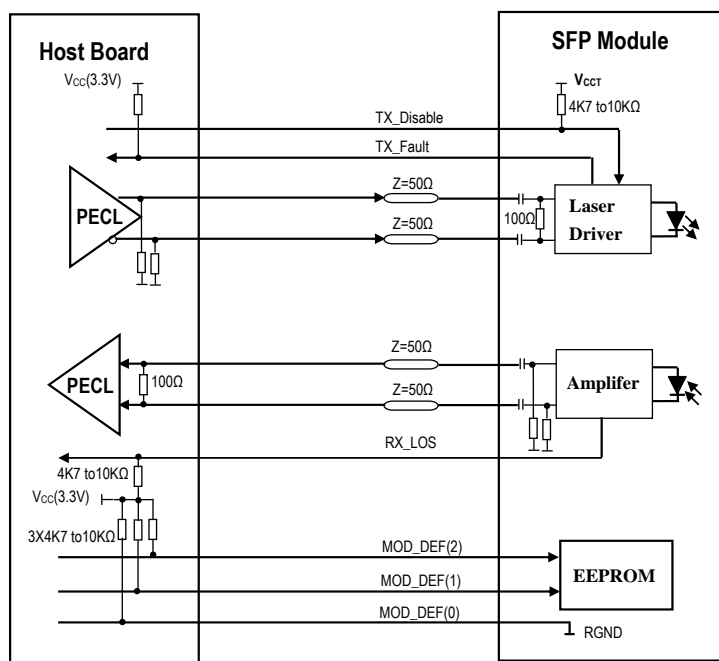 Host Board
SFP Module
VCC(3.3V)
VCCT
4K7 to10KΩ
TX_Disable
TX_Fault
Z=50Ω
PECL
100Ω
Laser
Driver
Z=50Ω
Z=50Ω
PECL
100Ω
Amplifer
Z=50Ω
RX_LOS
4K7 to10KΩ
VCC(3.3V)
3X4K7 to10KΩ
MOD_DEF(2)
EEPROM
MOD_DEF(1)
MOD_DEF(0)
RGND